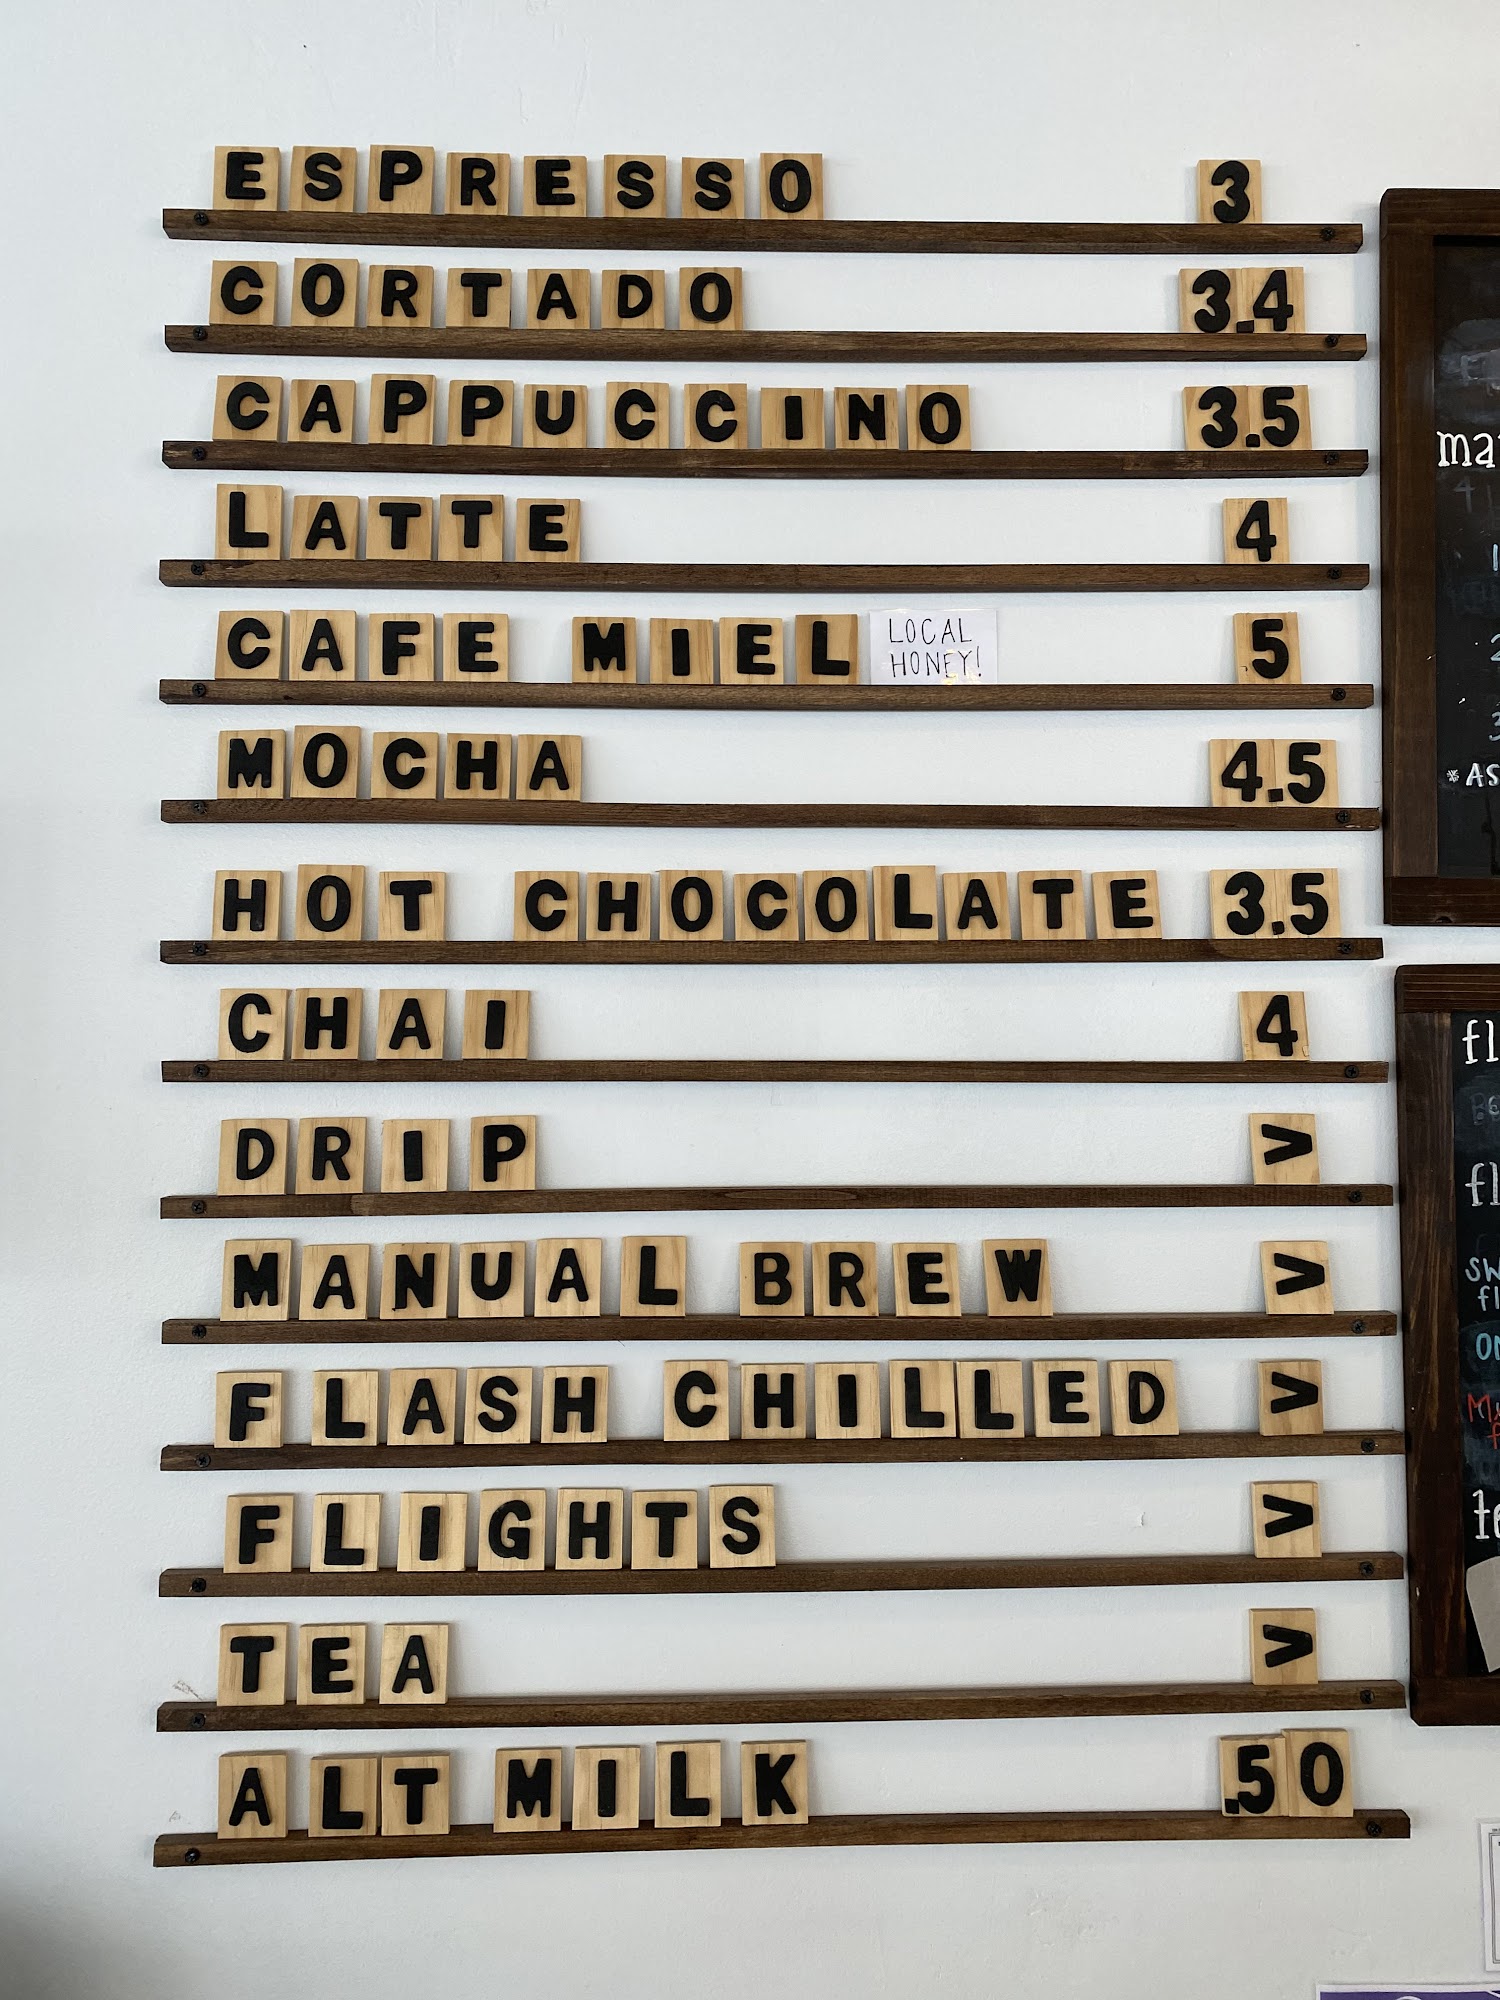 ESPRESSO 3
CORTADO 3.4
CAPPUCCINO 3.5
LATTE 4
CAFE MIEL LOCAL HONEY! 5
MOCHA 4.5
HOT CHOCOLATE 3.5
CHAI 4
DRIP >
MANUAL BREW >
FLASH CHILLED >
FLIGHTS >
TEA >
ALT MILK .50